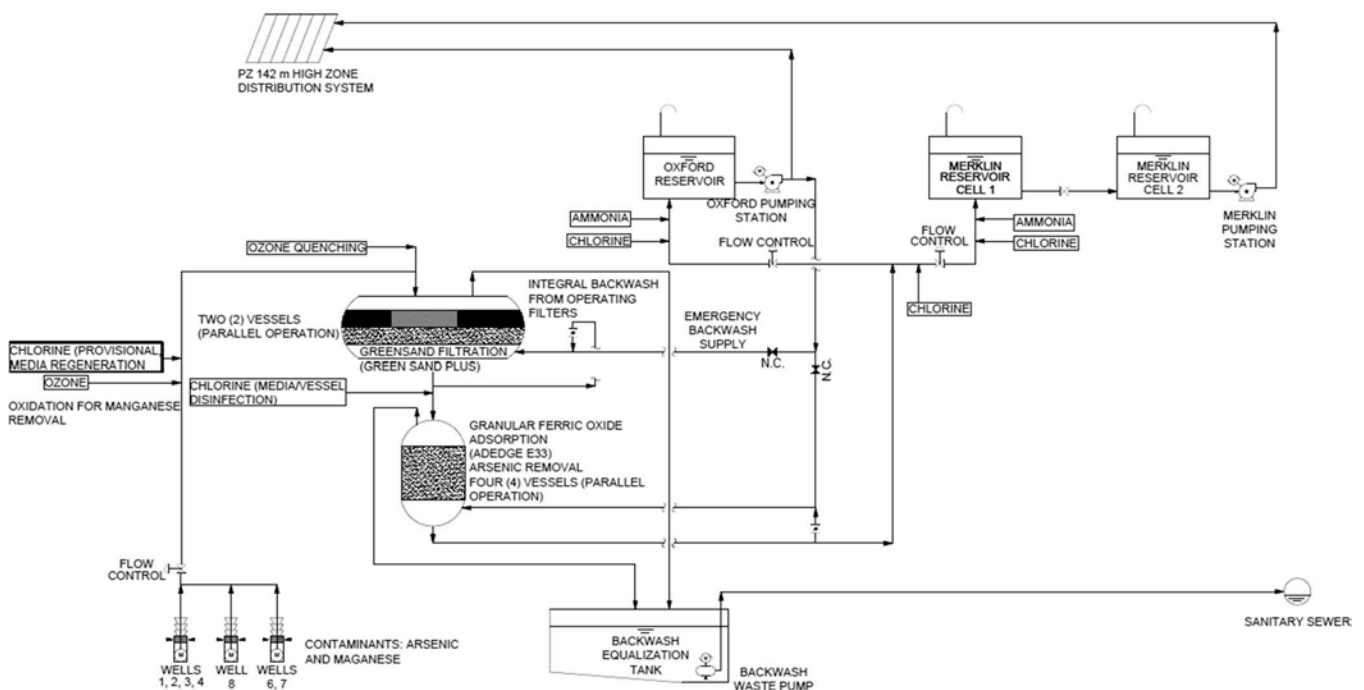 PZ 142 m HIGH ZONE
DISTRIBUTION SYSTEM
OXFORD
RESERVOIR
MERKLIN
RESERVOIR
CELL 1
MERKLIN
RESERVOIR
CELL 2
OXFORD PUMPING
STATION
MERKLIN
PUMPING
STATION
AMMONIA
CHLORINE
FLOW CONTROL
FLOW
CONTROL
AMMONIA
CHLORINE
CHLORINE
OZONE QUENCHING
INTEGRAL BACKWASH
FROM OPERATING
FILTERS
TWO (2) VESSELS
(PARALLEL OPERATION)
EMERGENCY
BACKWASH
SUPPLY
N.C.
N.C.
GREENSAND FILTRATION
(GREEN SAND PLUS)
CHLORINE (PROVISIONAL
MEDIA REGENERATION
OZONE
OXIDATION FOR MANGANESE
REMOVAL
CHLORINE (MEDIA/VESSEL
DISINFECTION)
GRANULAR FERRIC OXIDE
ADSORPTION
(ADEDGE E33)
ARSENIC REMOVAL
FOUR (4) VESSELS (PARALLEL
OPERATION)
FLOW
CONTROL
M
M
M
WELLS
1, 2, 3, 4
WELL
8
WELLS
6, 7
CONTAMINANTS: ARSENIC
AND MAGANESE
BACKWASH
EQUALIZATION
TANK
BACKWASH
WASTE PUMP
SANITARY SEWER